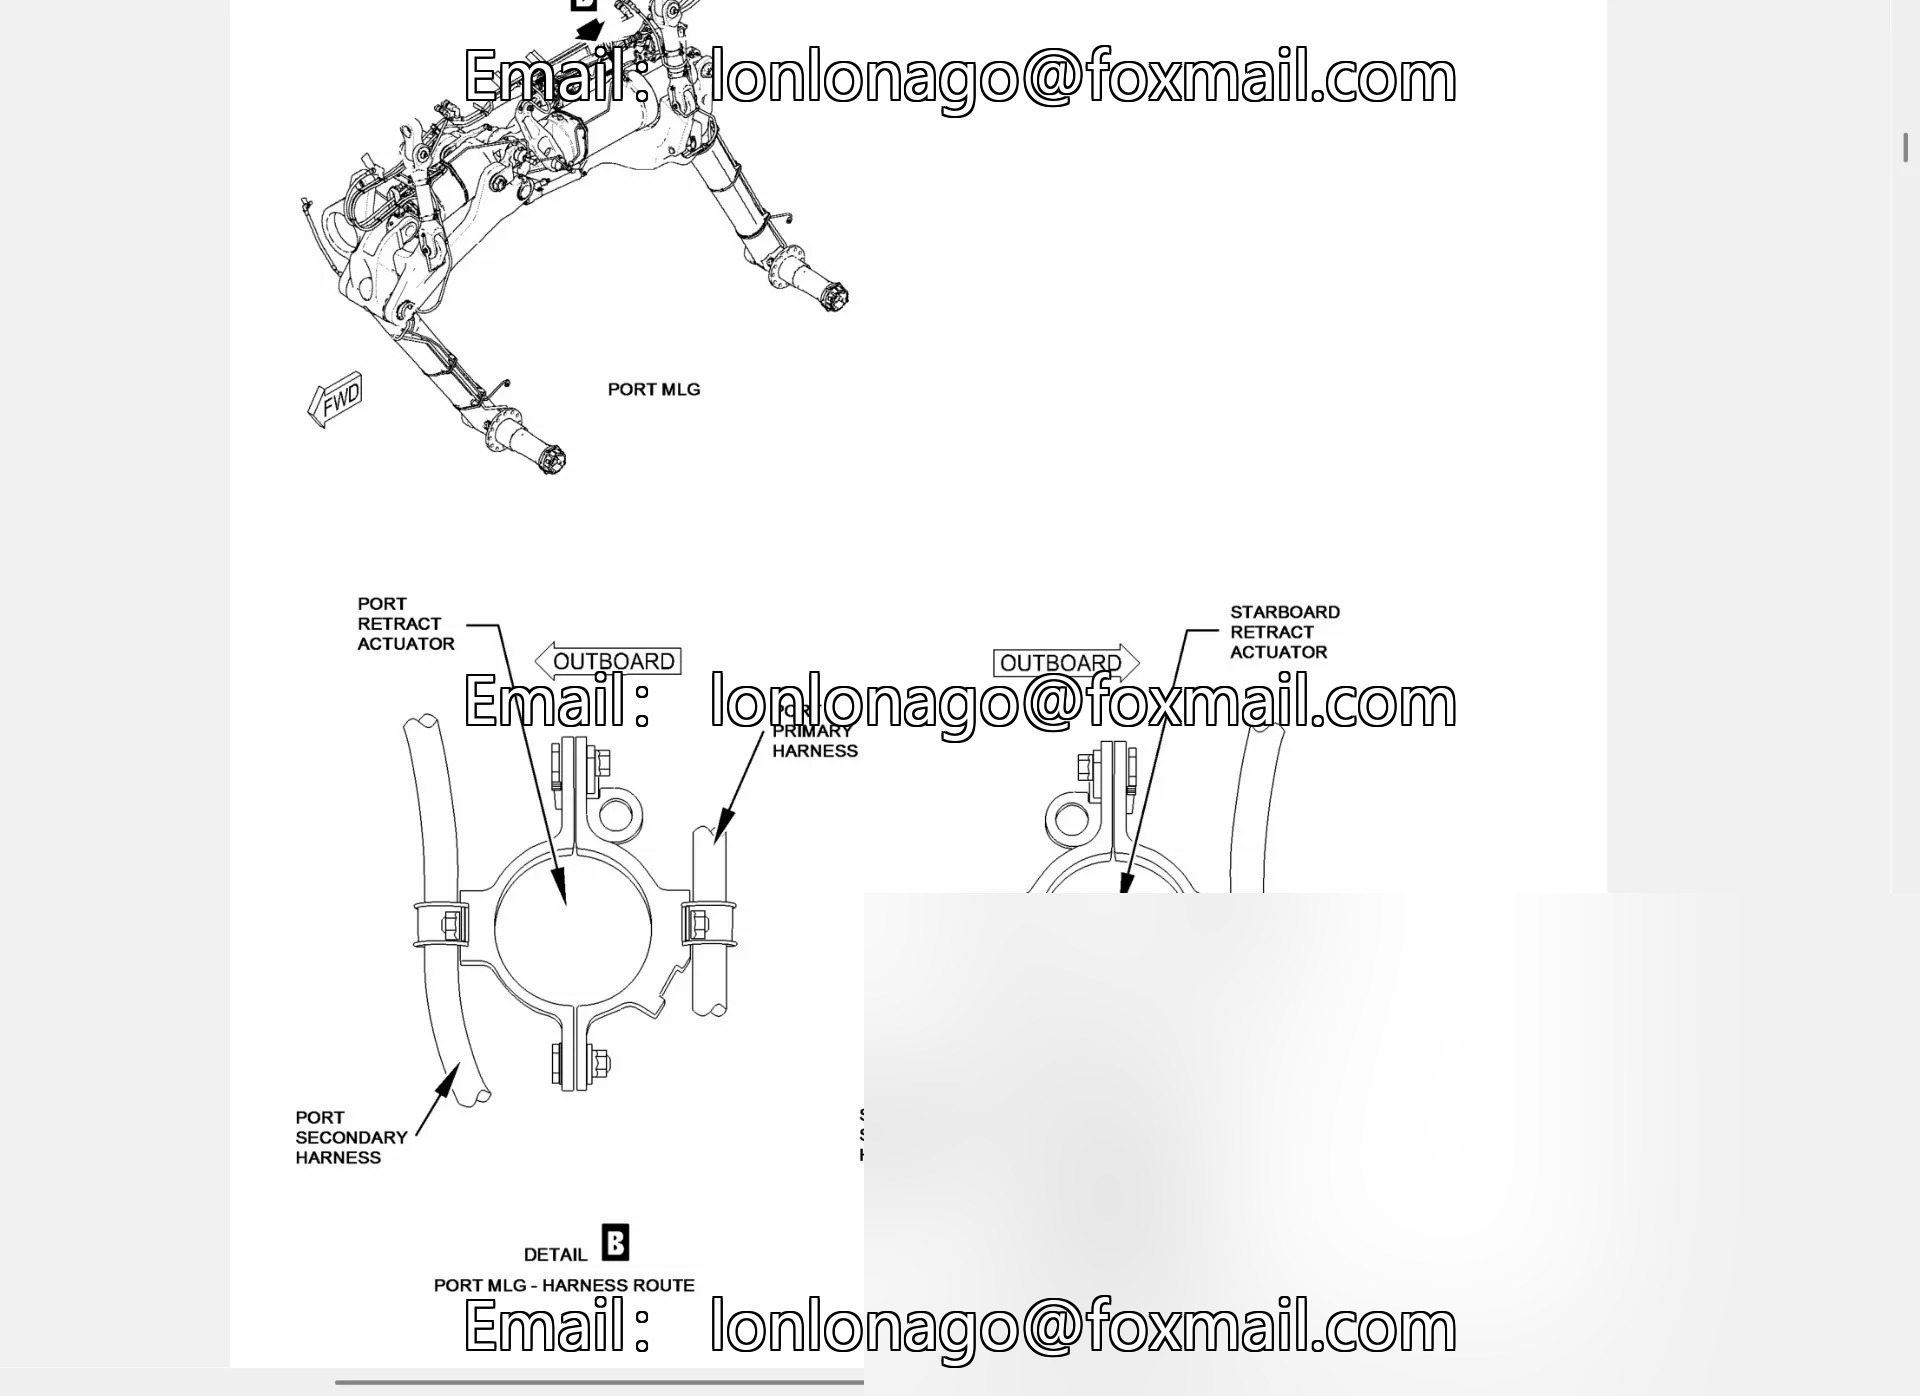 B
Email： lonlonago@foxmail.com
FWD
PORT MLG
PORT
RETRACT
ACTUATOR
OUTBOARD
OUTBOARD
STARBOARD
RETRACT
ACTUATOR
Email： lonlonago@foxmail.com
PORT
PRIMARY
HARNESS
PORT
SECONDARY
HARNESS
DETAIL B
PORT MLG - HARNESS ROUTE
Email： lonlonago@foxmail.com